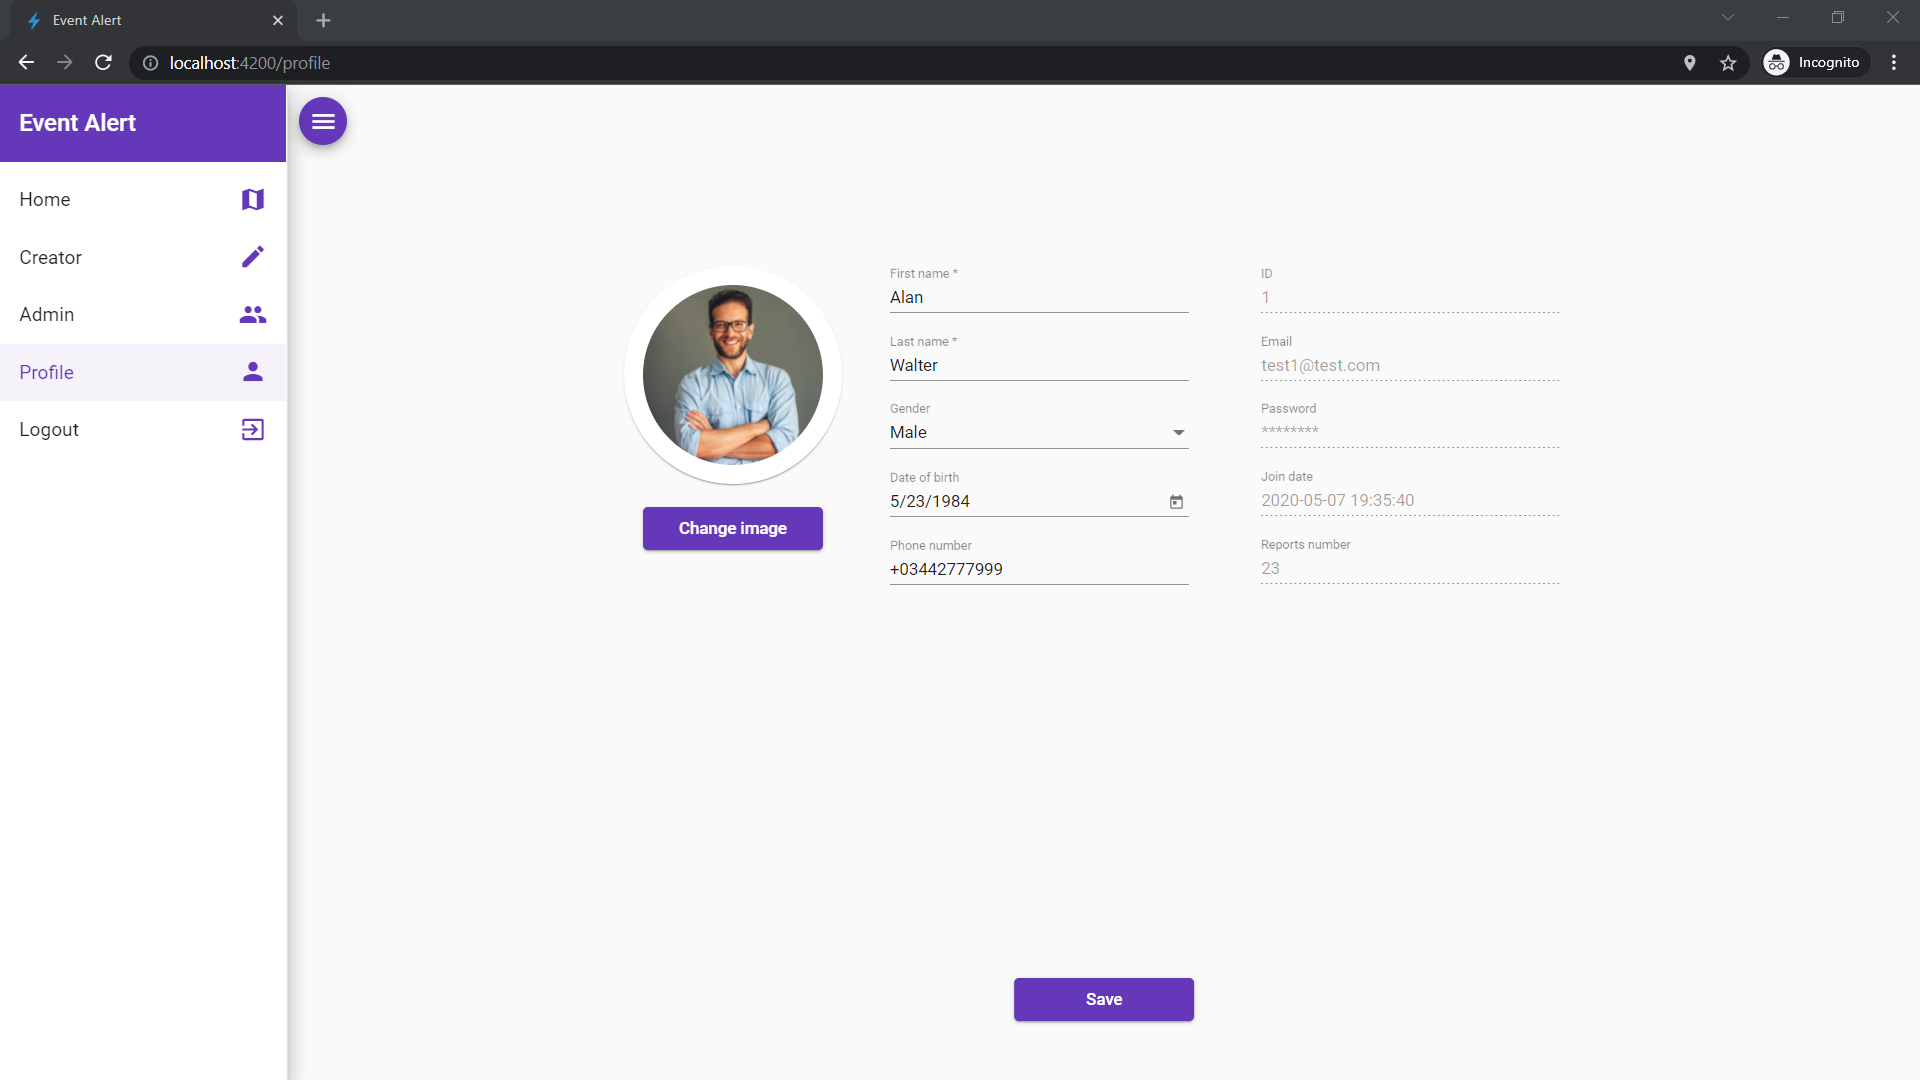 Event Alert
localhost:4200/profile
Incognito
Event Alert
Home
Creator
Admin
Profile
Logout
Change image
First name *
Alan
Last name *
Walter
Gender
Male
Date of birth
5/23/1984
Phone number
+03442777999
ID
1
Email
test1@test.com
Password
********
Join date
2020-05-07 19:35:40
Reports number
23
Save